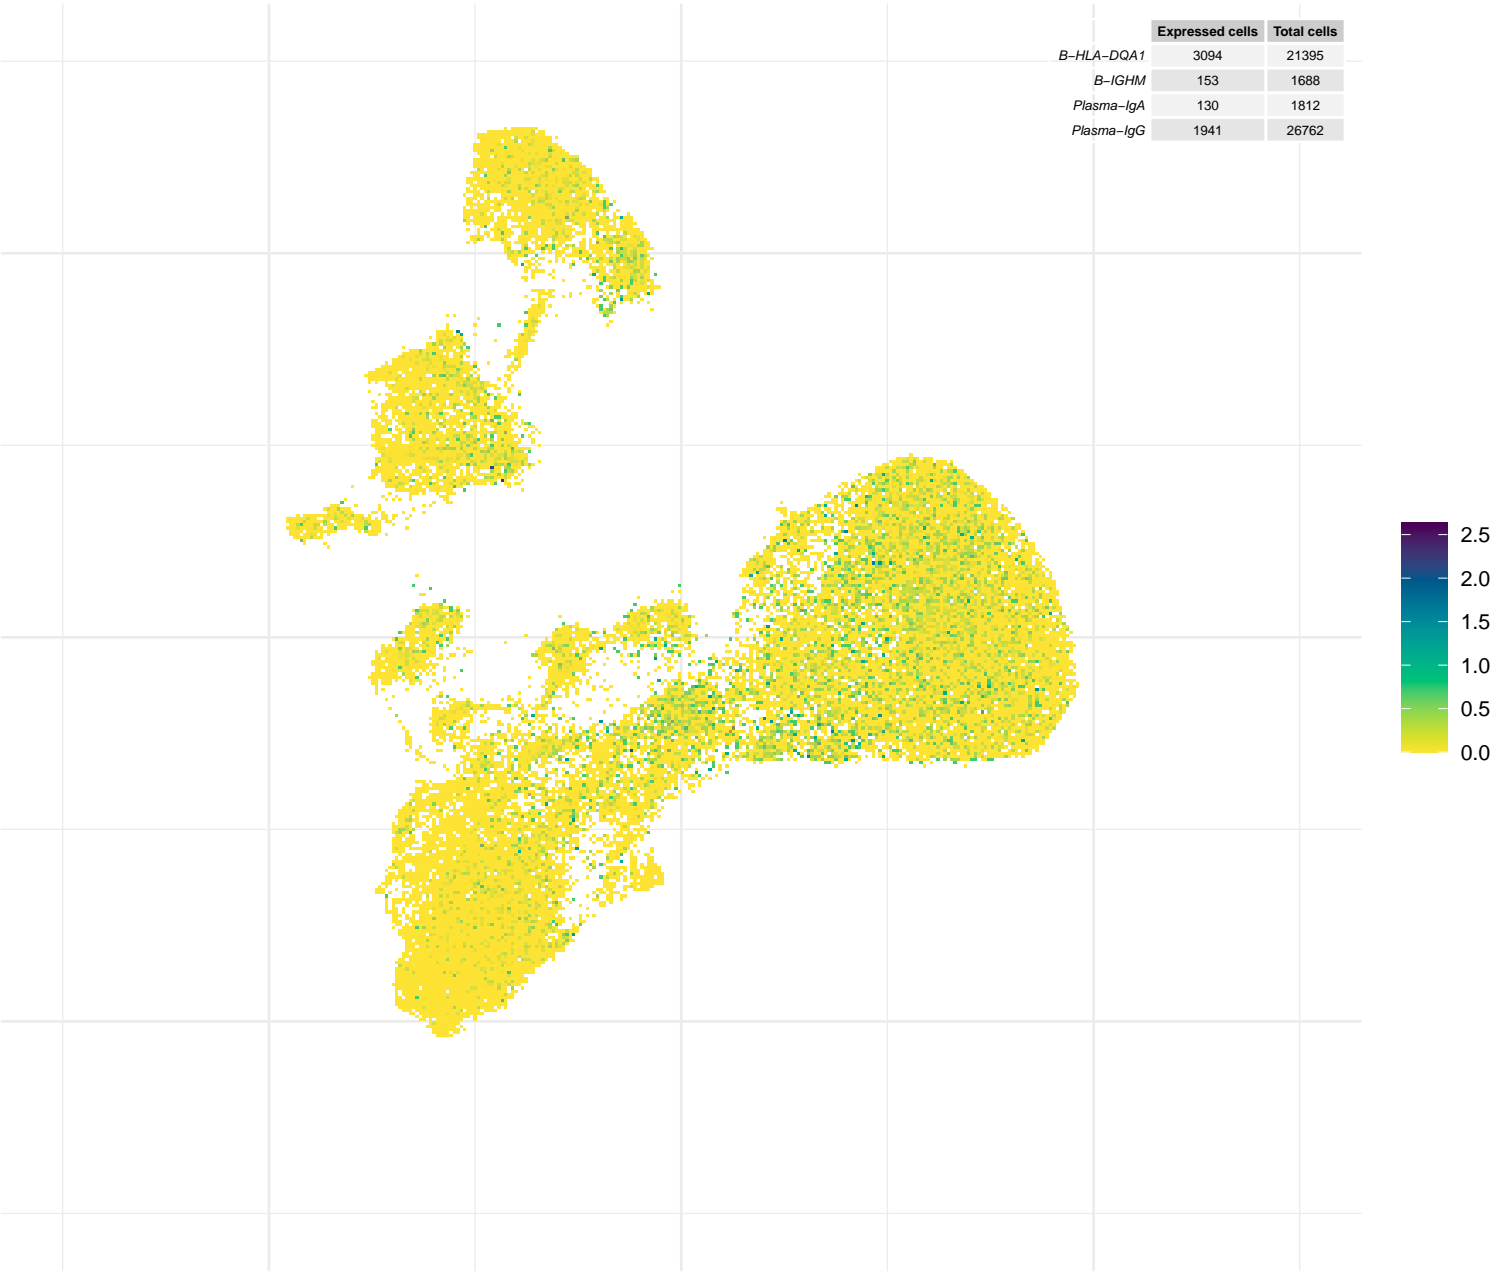 Expressed cells Total cells
B−HLA−DQA1 3094 21395
B−IGHM 153 1688
Plasma−IgA 130 1812
Plasma−IgG 1941 26762
2.5
2.0
1.5
1.0
0.5
0.0